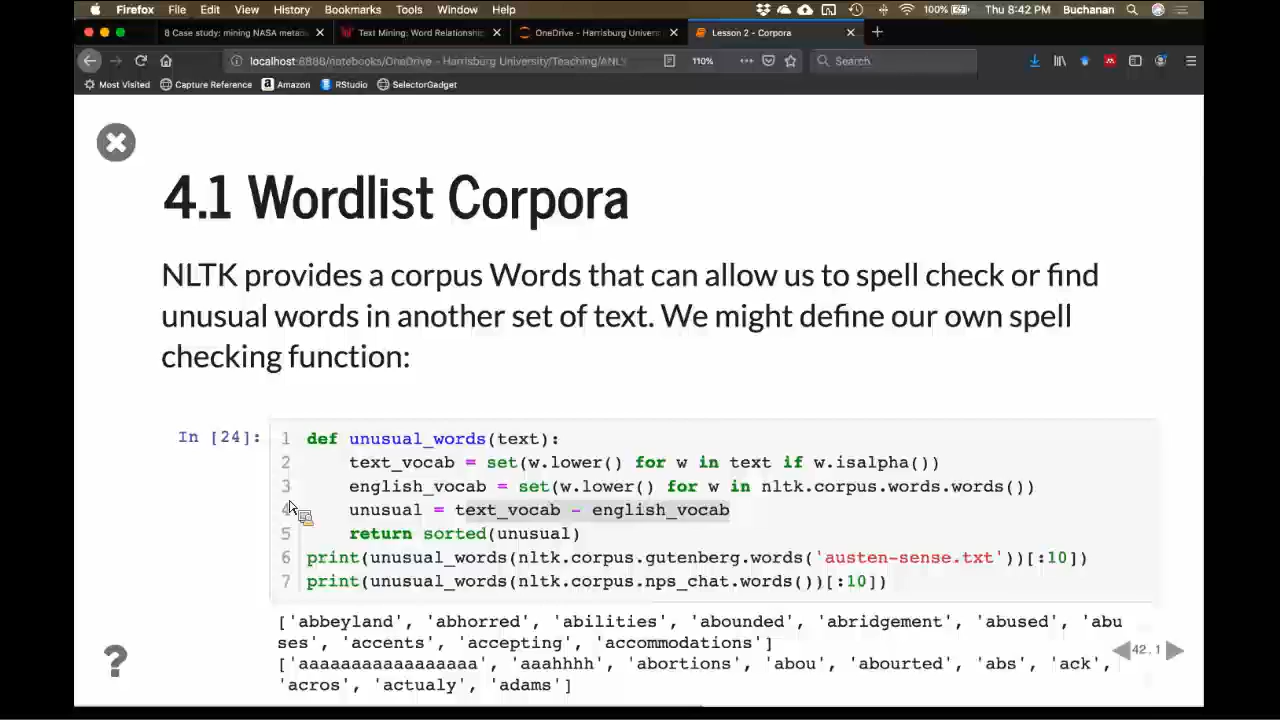 Firefox File Edit View History Bookmarks Tools Window Help 100% Thu 8:42 PM Buchanan
8 Case study: mining NASA metad Text Mining: Word Relationship OneDrive - Harrisburg Universi Lesson 2 - Corpora
localhost:8888/notebooks/OneDrive - Harrisburg University/Teaching/ANL 110% Search
Most Visited Capture Reference Amazon RStudio SelectorGadget
4.1 Wordlist Corpora
NLTK provides a corpus Words that can allow us to spell check or find
unusual words in another set of text. We might define our own spell
checking function:
In [24]: 1 def unusual_words(text):
2 text_vocab = set(w.lower() for w in text if w.isalpha())
3 english_vocab = set(w.lower() for w in nltk.corpus.words.words())
4 unusual = text_vocab - english_vocab
5 return sorted(unusual)
6 print(unusual_words(nltk.corpus.gutenberg.words('austen-sense.txt'))[:10])
7 print(unusual_words(nltk.corpus.nps_chat.words())[:10])
['abbeyland', 'abhorred', 'abilities', 'abounded', 'abridgement', 'abused', 'abu
ses', 'accents', 'accepting', 'accommodations']
['aaaaaaaaaaaaaaaaa', 'aaahhhh', 'abortions', 'abou', 'abourted', 'abs', 'ack',
'acros', 'actualy', 'adams']
42.1
?